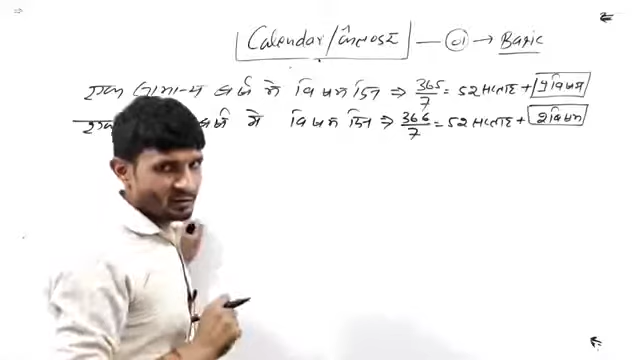 Calendar/कैलेण्डर — 01 → Basic
एक सामान्य वर्ष में विषम दिन ⇒ 365/7 = 52 सप्ताह + 1 विषम
वर्ष में विषम दिन ⇒ 366/7 = 52 सप्ताह + 2 विषम